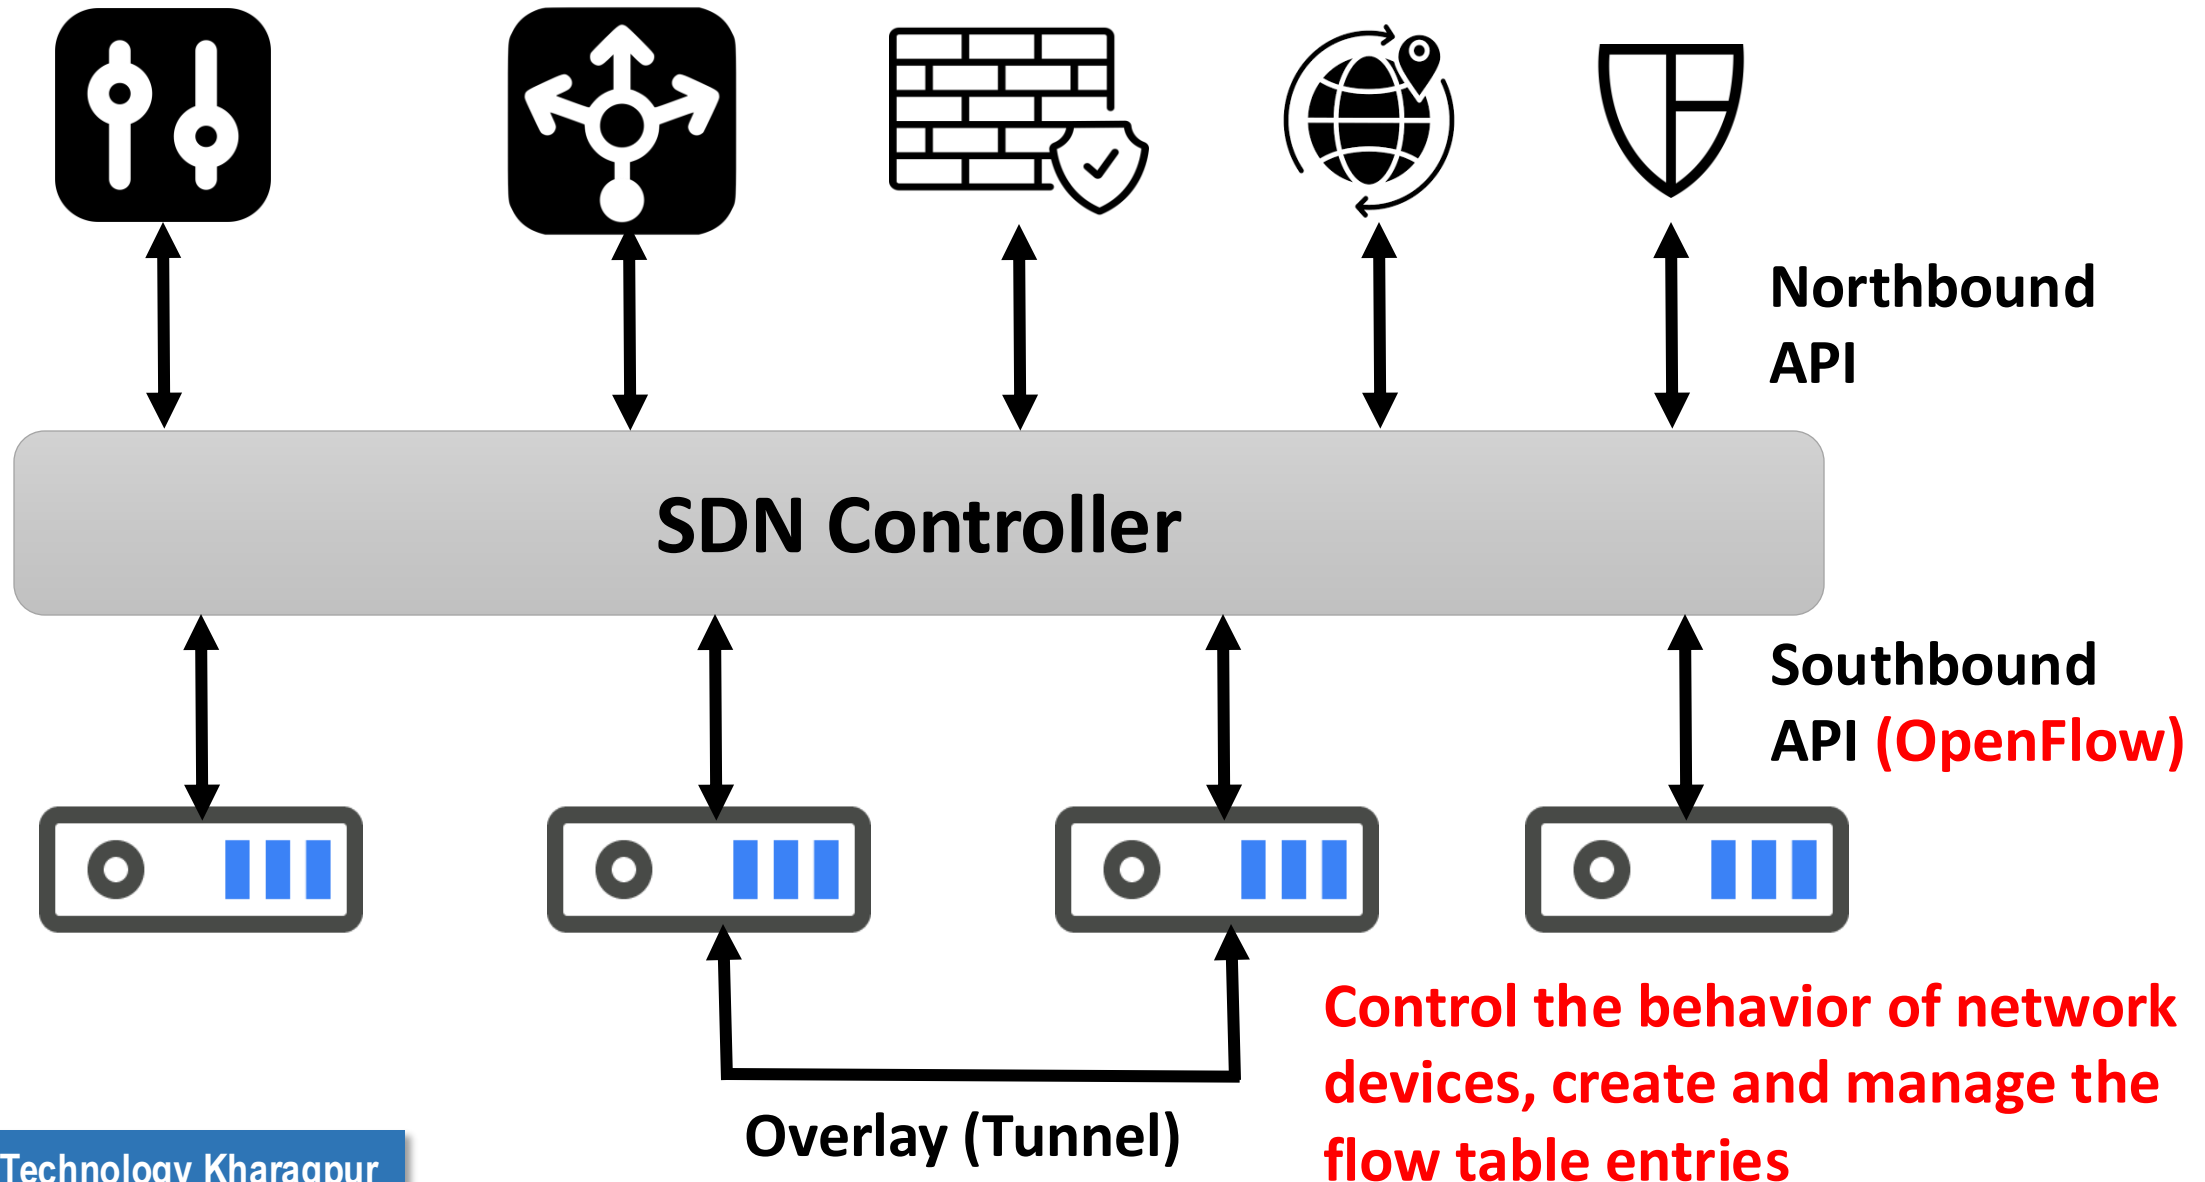 Northbound
API
SDN Controller
Southbound
API (OpenFlow)
Control the behavior of network
devices, create and manage the
flow table entries
Overlay (Tunnel)
Technology Kharagpur